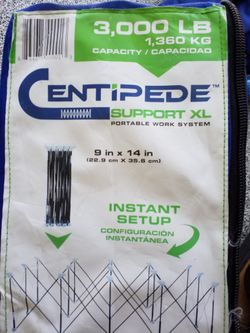 3,000 LB
1,360 KG
CAPACITY / CAPACIDAD
CENTIPEDE™
SUPPORT XL
PORTABLE WORK SYSTEM
9 in x 14 in
(22.9 cm X 35.6 cm)
INSTANT
SETUP
CONFIGURACIÓN
INSTANTÁNEA